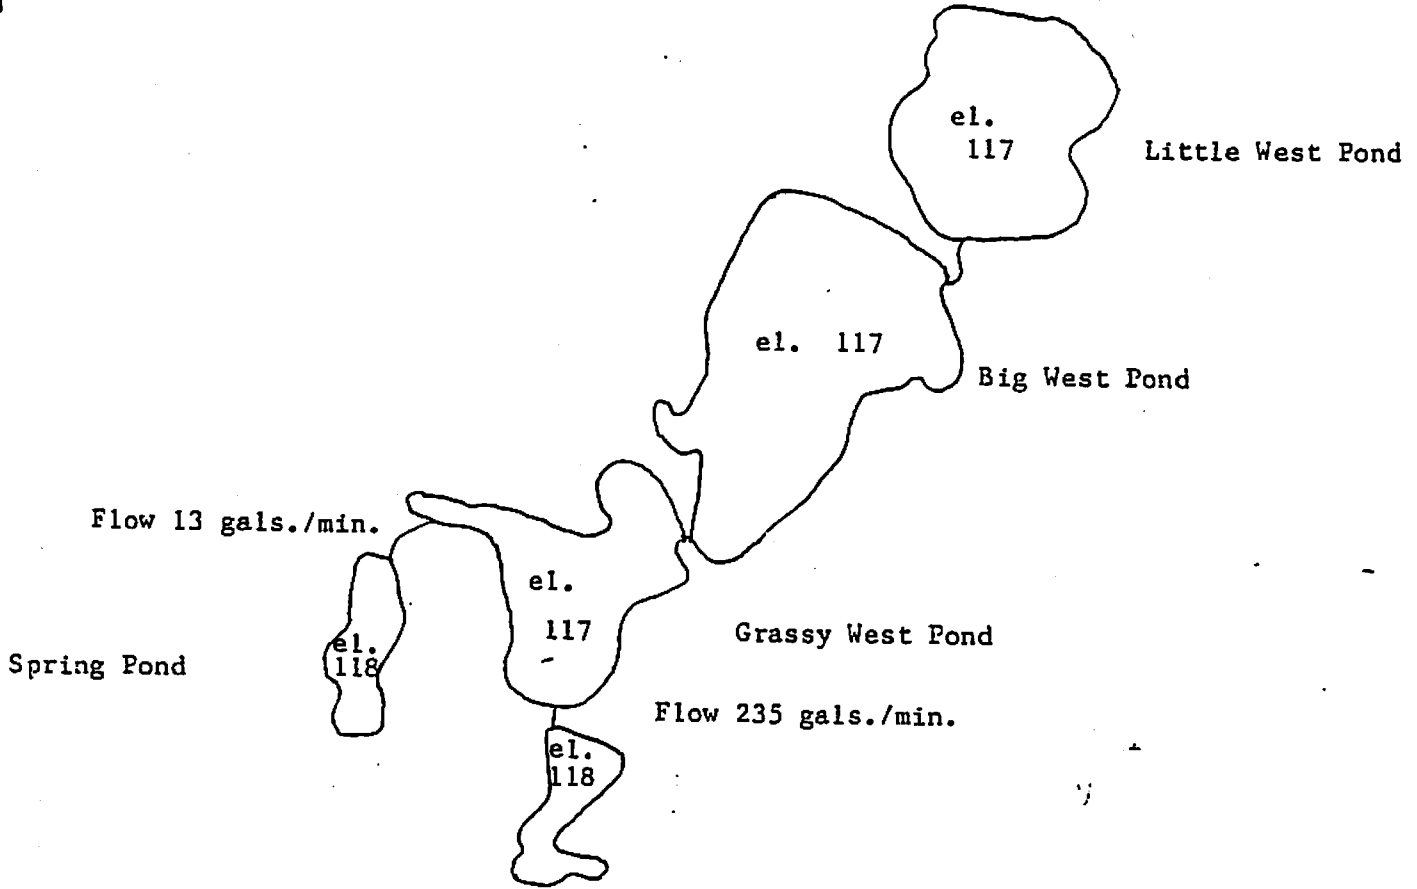 el.
117
Little West Pond
el. 117
Big West Pond
Flow 13 gals./min.
el.
117
Grassy West Pond
el.
118
Spring Pond
Flow 235 gals./min.
el.
118